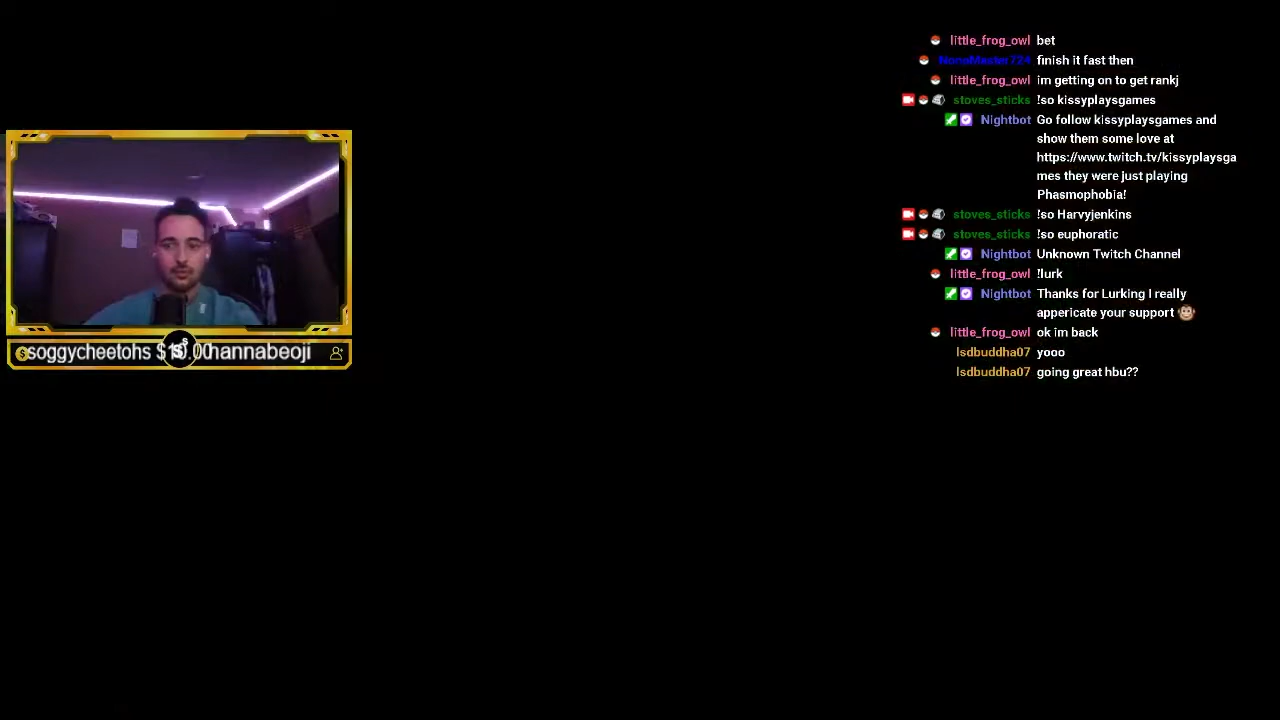 little_frog_owl bet
NonoMaster724 finish it fast then
little_frog_owl im getting on to get rankj
stoves_sticks !so kissyplaysgames
Nightbot Go follow kissyplaysgames and
show them some love at
https://www.twitch.tv/kissyplaysga
mes they were just playing
Phasmophobia!
stoves_sticks !so Harvyjenkins
stoves_sticks !so euphoratic
Nightbot Unknown Twitch Channel
little_frog_owl !lurk
Nightbot Thanks for Lurking I really
appericate your support
little_frog_owl ok im back
lsdbuddha07 yooo
lsdbuddha07 going great hbu??
soggycheetohs hannabeoji